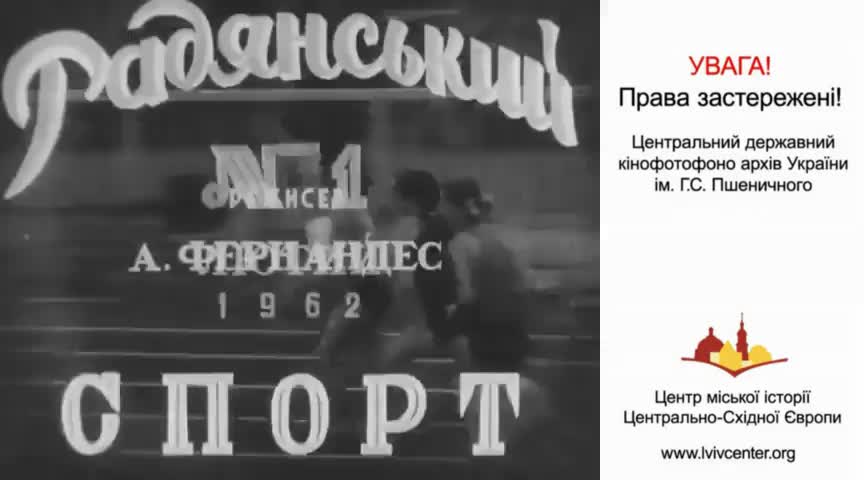 Радянський
№ 1
РЕЖИСЕР
А. ФЕРНАНДЕС
1962
СПОРТ
УВАГА!
Права застережені!
Центральний державний
кінофотофоно архів України
ім. Г.С. Пшеничного
Центр міської історії
Центрально-Східної Європи
www.lvivcenter.org